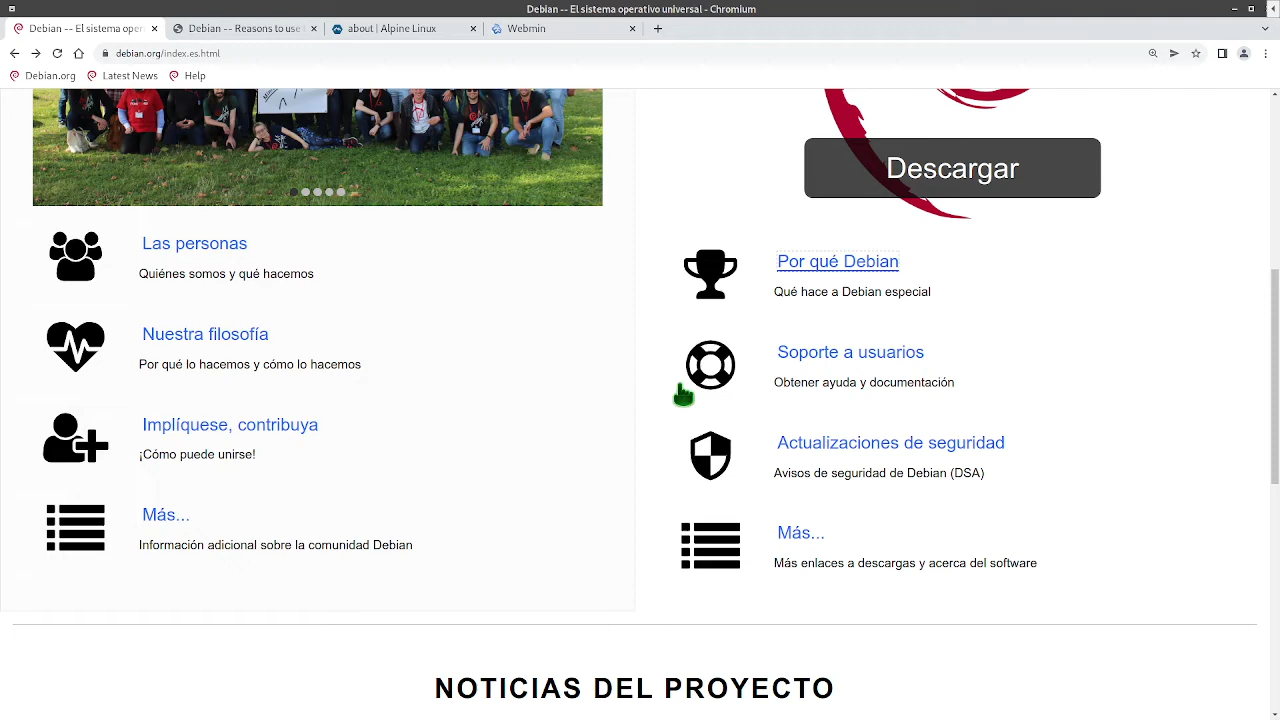 Debian -- El sistema operativo universal - Chromium
Debian -- El sistema oper
Debian -- Reasons to use
about | Alpine Linux
Webmin
debian.org/index.es.html
Debian.org
Latest News
Help
Las personas
Quiénes somos y qué hacemos
Nuestra filosofía
Por qué lo hacemos y cómo lo hacemos
Implíquese, contribuya
¡Cómo puede unirse!
Más...
Información adicional sobre la comunidad Debian
Descargar
Por qué Debian
Qué hace a Debian especial
Soporte a usuarios
Obtener ayuda y documentación
Actualizaciones de seguridad
Avisos de seguridad de Debian (DSA)
Más...
Más enlaces a descargas y acerca del software
NOTICIAS DEL PROYECTO